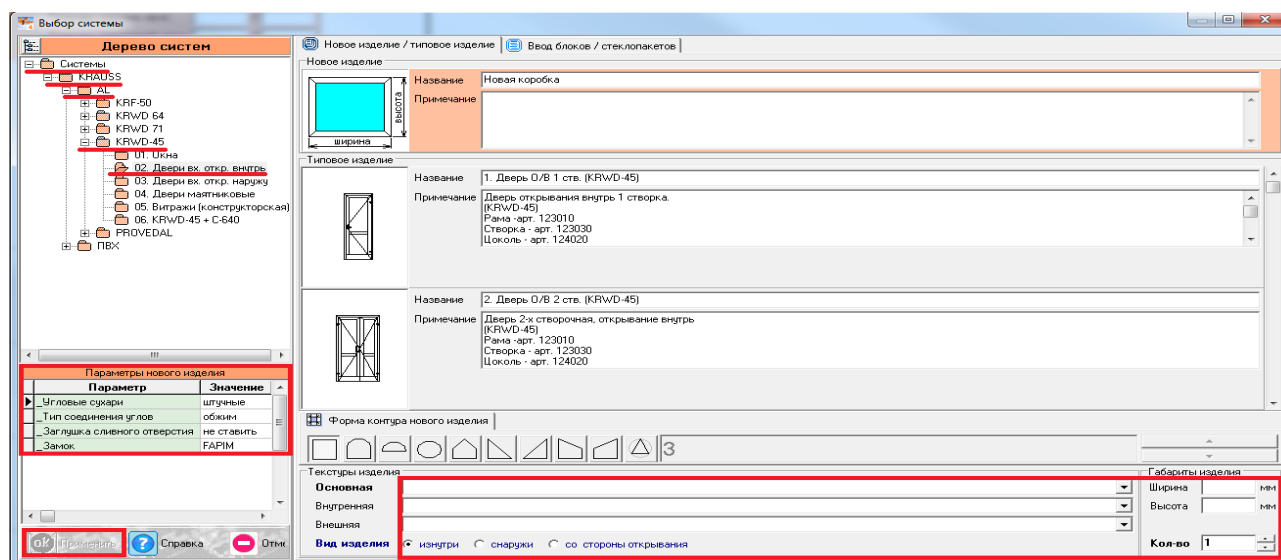 Выбор системы
Дерево систем
Системы
KRAUSS
AL
KRF-50
KRWD 64
KRWD 71
KRWD-45
01. Окна
02. Двери вх. откр. внутрь
03. Двери вх. откр. наружу
04. Двери маятниковые
05. Витражи (конструкторская)
06. KRWD-45 + C-640
PROVEDAL
ПВХ
Параметры нового изделия
Параметр Значение
_Угловые сухари штучные
_Тип соединения углов обжим
_Заглушка сливного отверстия не ставить
_Замок FAPIM
ok Применить ? Справка Отме
Новое изделие / типовое изделие Ввод блоков / стеклопакетов
Новое изделие
высота
ширина
Название Новая коробка
Примечание
Типовое изделие
Название 1. Дверь О/В 1 ств. (KRWD-45)
Примечание Дверь открывания внутрь 1 створка.
(KRWD-45)
Рама -арт. 123010
Створка - арт. 123030
Цоколь - арт. 124020
Название 2. Дверь О/В 2 ств. (KRWD-45)
Примечание Дверь 2-х створочная, открывание внутрь
(KRWD-45)
Рама - арт. 123010
Створка - арт. 123030
Цоколь - арт. 124020
Форма контура нового изделия
3
Текстуры изделия
Основная
Внутренняя
Внешняя
Вид изделия изнутри снаружи со стороны открывания
Габариты изделия
Ширина мм
Высота мм
Кол-во 1